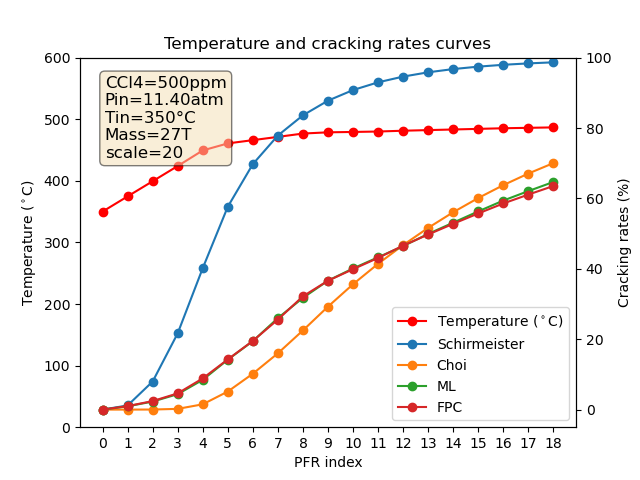 Temperature and cracking rates curves
CCl4=500ppm
Pin=11.40atm
Tin=350°C
Mass=27T
scale=20
Temperature (°C)
600
500
400
300
200
100
0
Cracking rates (%)
100
80
60
40
20
0
Temperature (°C)
Schirmeister
Choi
ML
FPC
0 1 2 3 4 5 6 7 8 9 10 11 12 13 14 15 16 17 18
PFR index